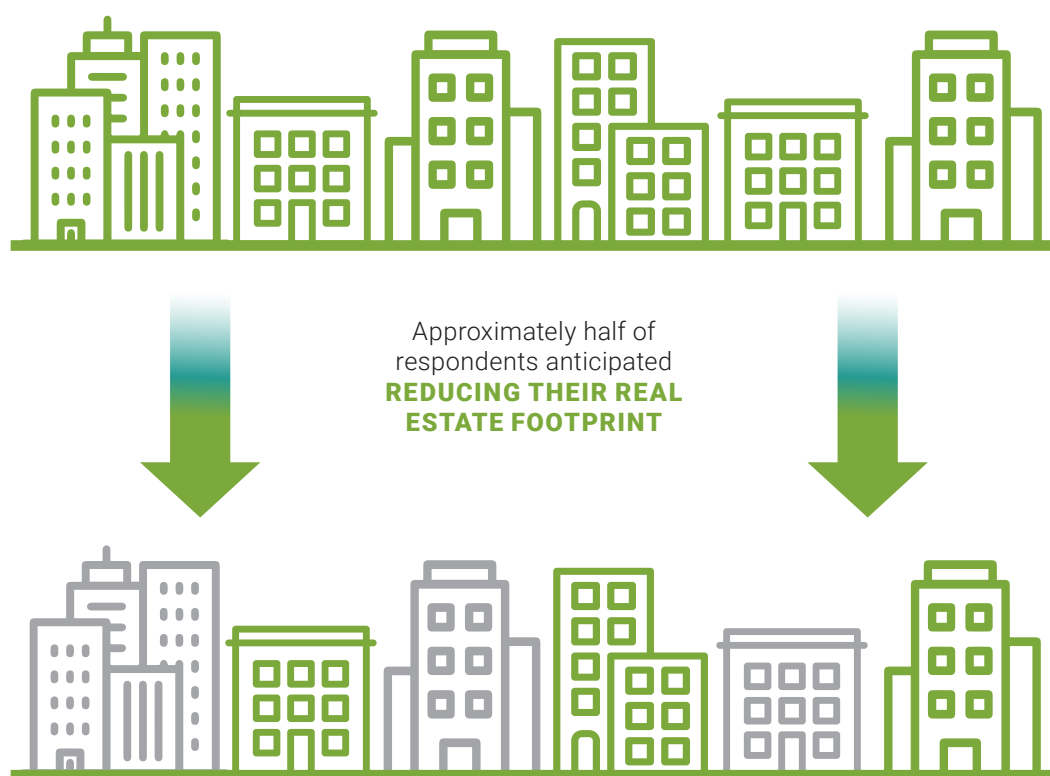 Approximately half of
respondents anticipated
REDUCING THEIR REAL
ESTATE FOOTPRINT